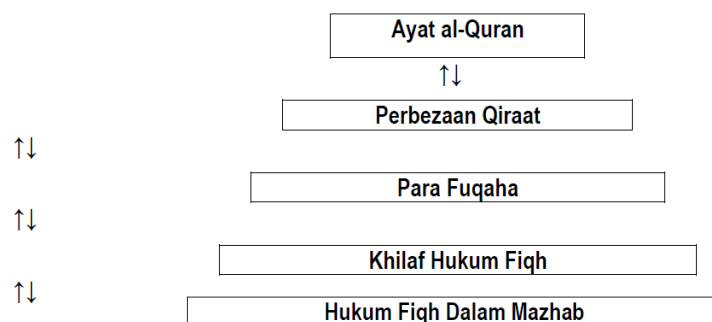 Ayat al-Quran
↑↓
Perbezaan Qiraat
↑↓
Para Fuqaha
↑↓
Khilaf Hukum Fiqh
↑↓
Hukum Fiqh Dalam Mazhab